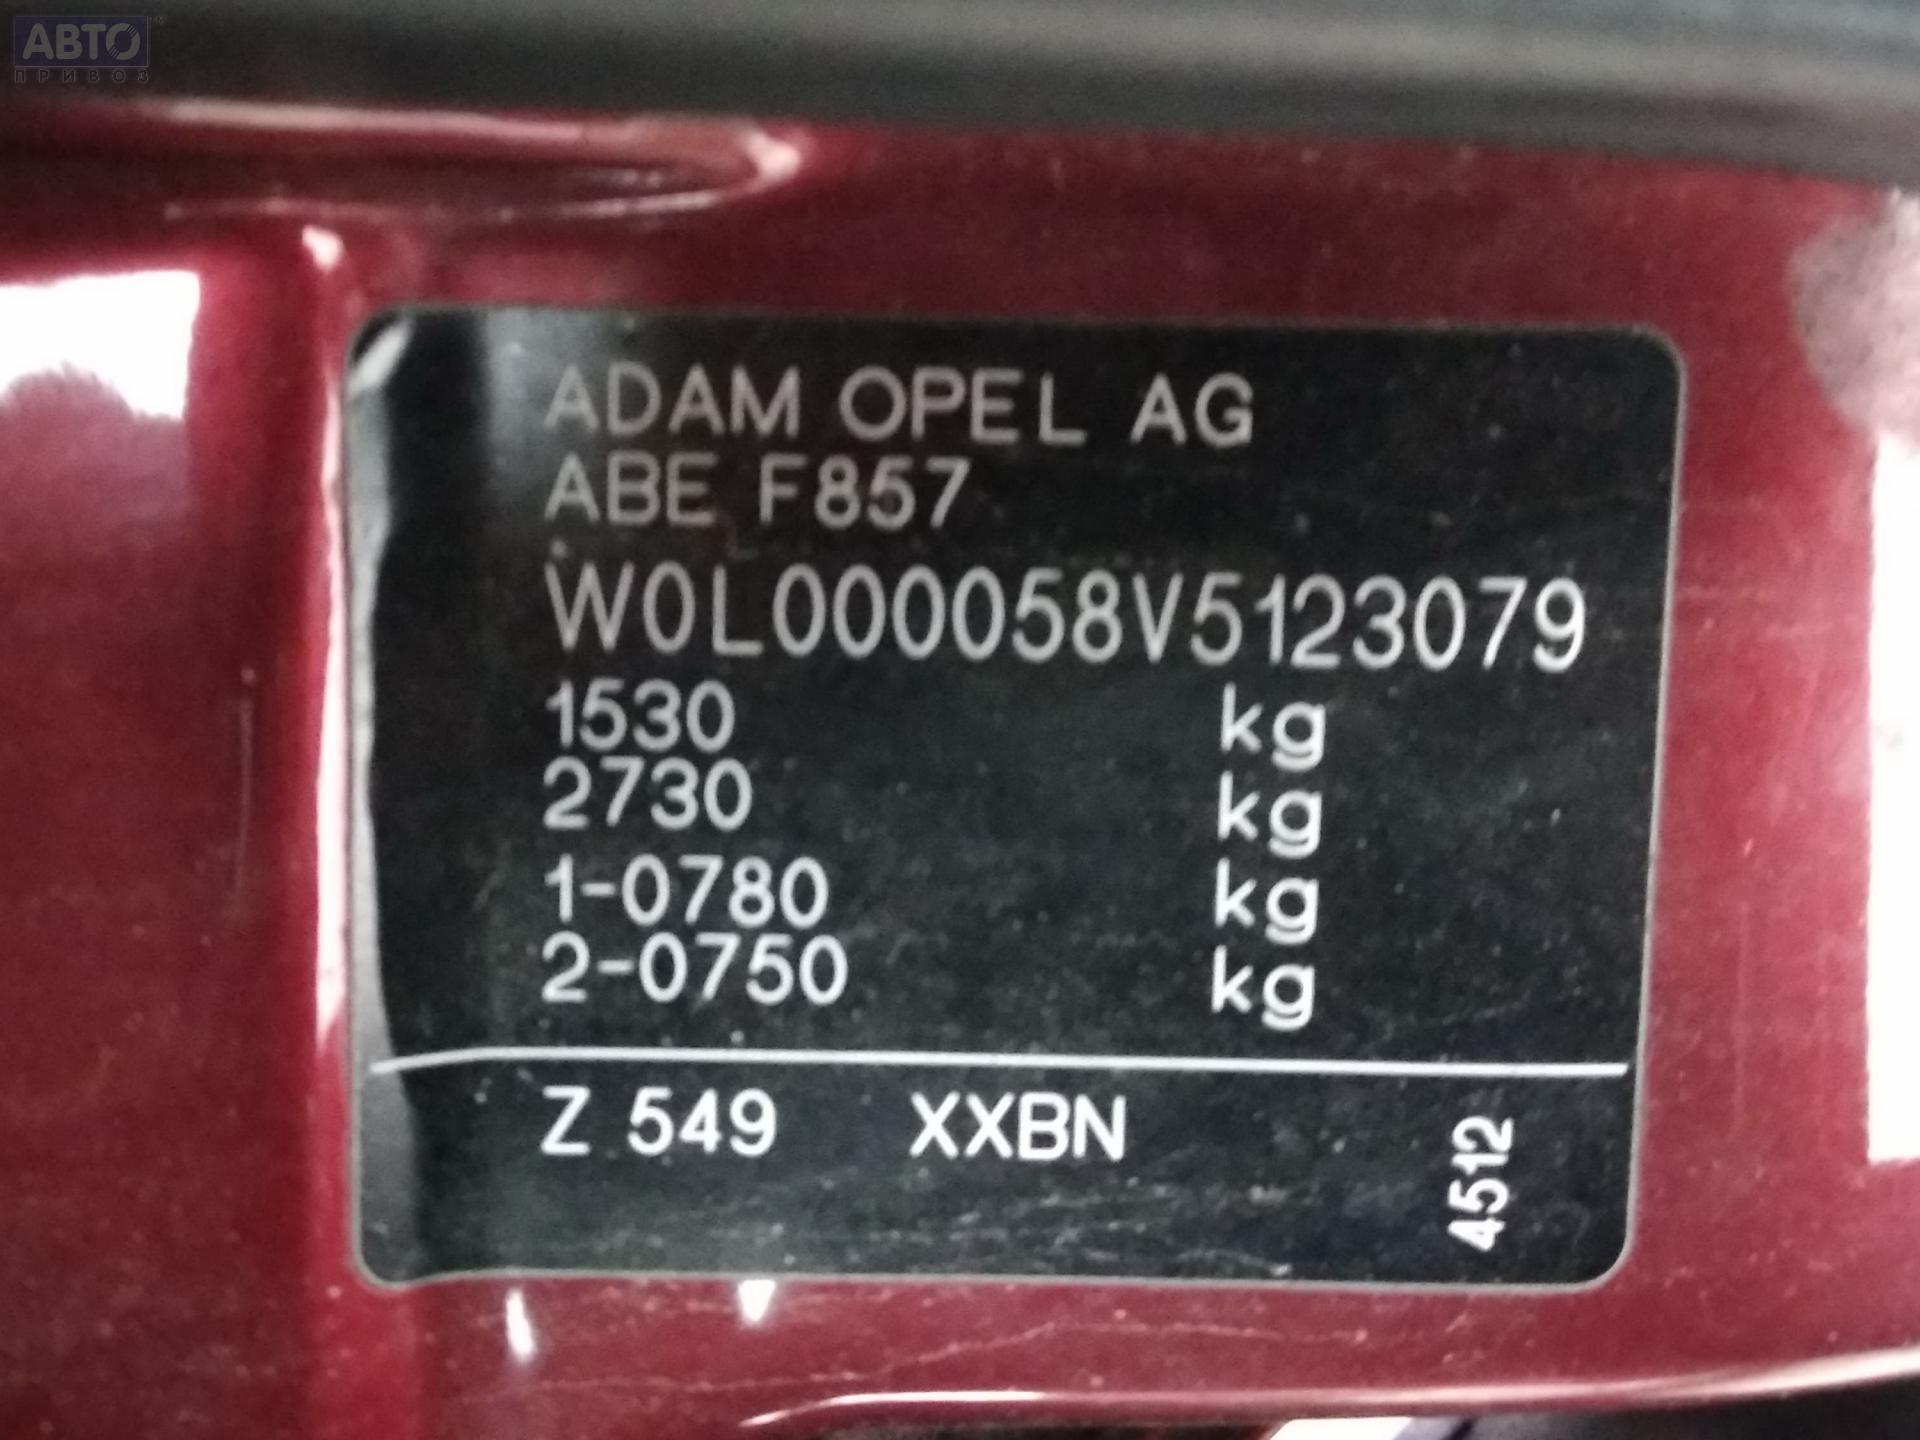 АВТО
ПРИВОЗ
ADAM OPEL AG
ABE F857
W0L000058V5123079
1530 kg
2730 kg
1-0780 kg
2-0750 kg
Z 549 XXBN
4512